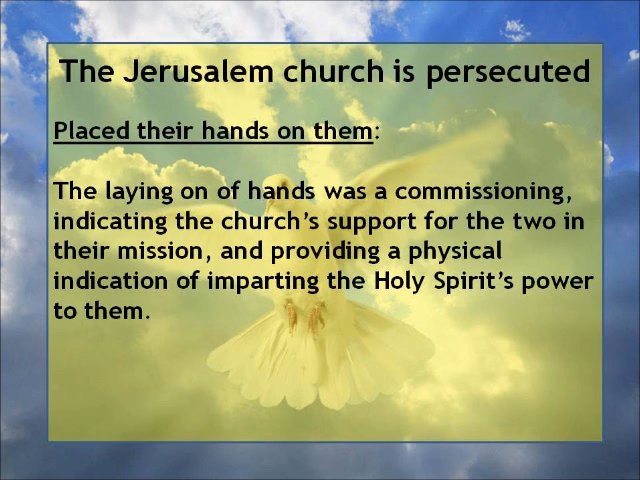 The Jerusalem church is persecuted
Placed their hands on them:
The laying on of hands was a commissioning,
indicating the church’s support for the two in
their mission, and providing a physical
indication of imparting the Holy Spirit’s power
to them.